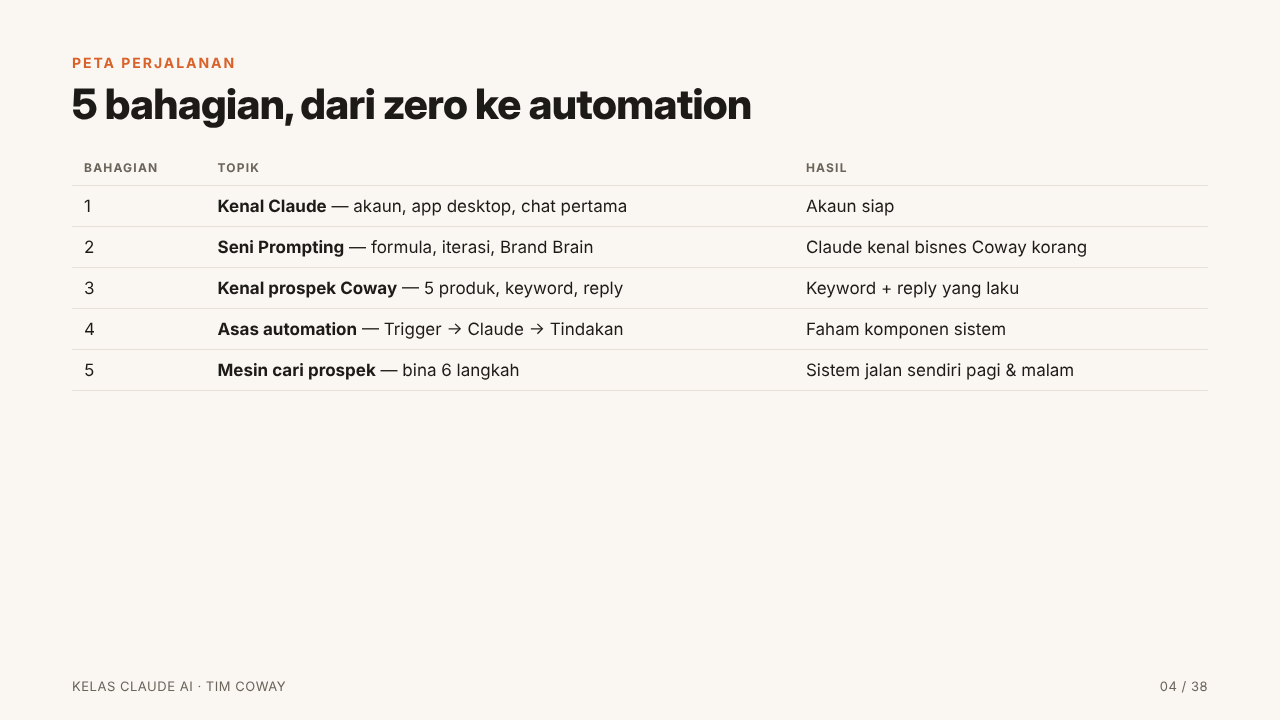 PETA PERJALANAN
5 bahagian, dari zero ke automation
BAHAGIAN TOPIK HASIL
1 Kenal Claude — akaun, app desktop, chat pertama Akaun siap
2 Seni Prompting — formula, iterasi, Brand Brain Claude kenal bisnes Coway korang
3 Kenal prospek Coway — 5 produk, keyword, reply Keyword + reply yang laku
4 Asas automation — Trigger → Claude → Tindakan Faham komponen sistem
5 Mesin cari prospek — bina 6 langkah Sistem jalan sendiri pagi & malam
KELAS CLAUDE AI · TIM COWAY 04 / 38